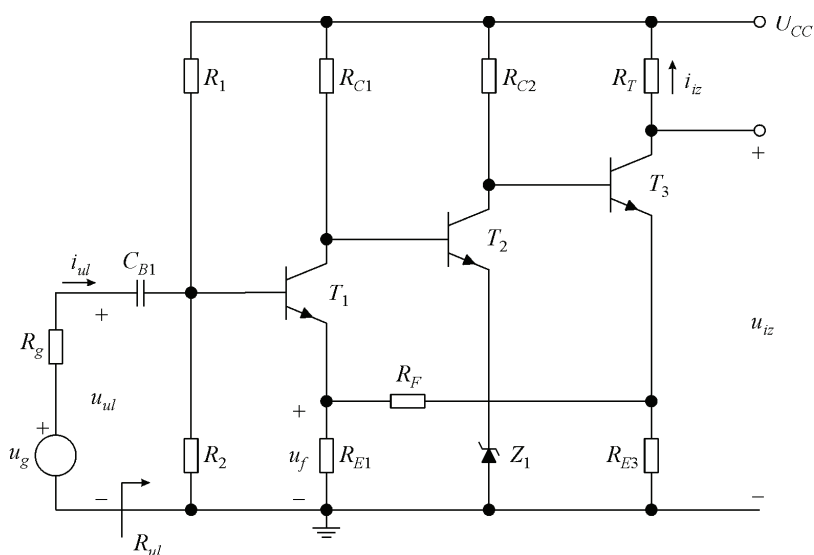 U_CC
R_1
R_C1
R_C2
R_T
i_iz
+
T_3
T_2
i_ul
C_B1
T_1
+
R_g
u_iz
R_F
u_ul
+
+
u_g
R_2
u_f
R_E1
Z_1
R_E3
−
−
−
R_ul